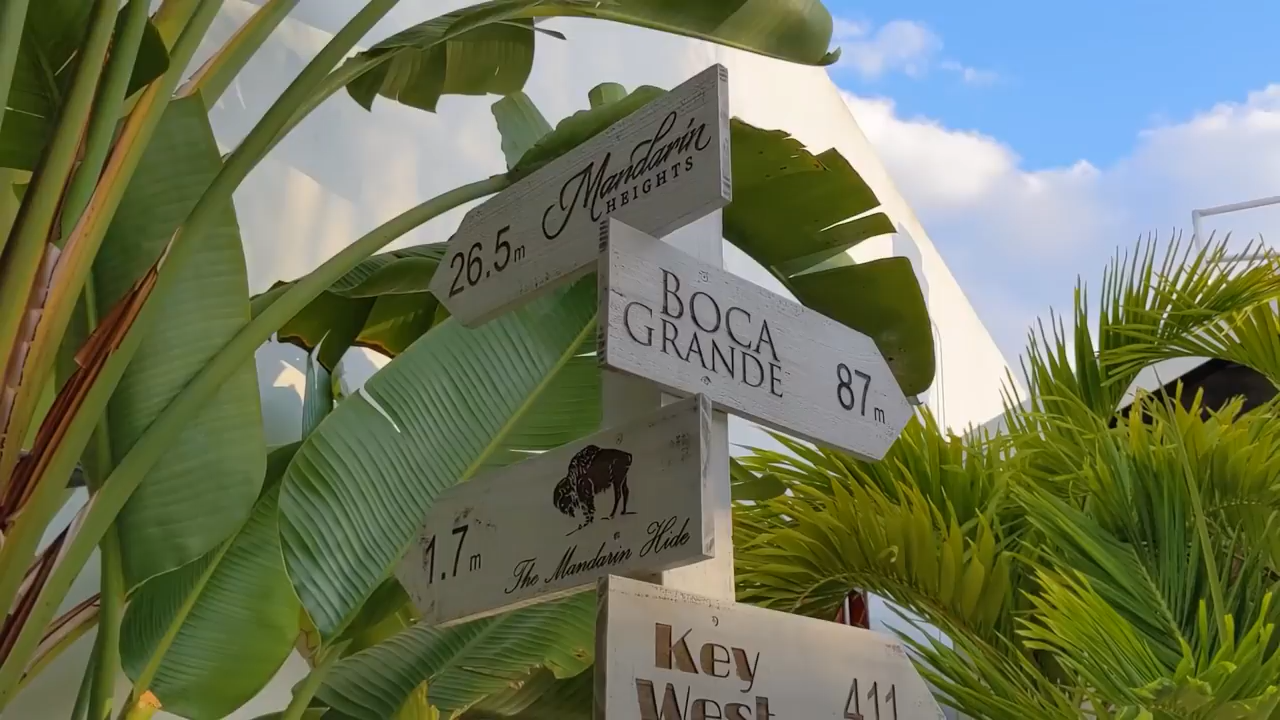 Mandarin
HEIGHTS
26.5m
BOCA
GRANDE
87m
1.7m
The Mandarin Hide
Key
West
411